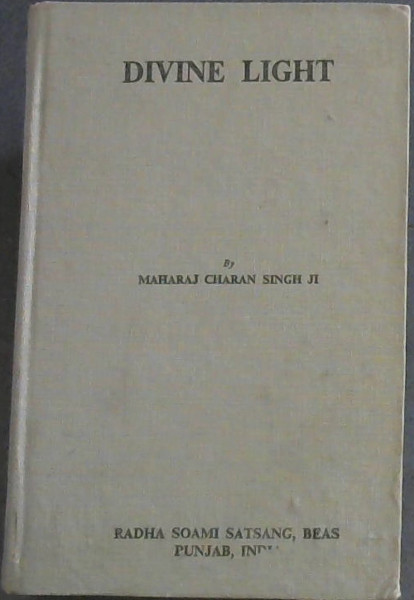 DIVINE LIGHT
By
MAHARAJ CHARAN SINGH JI
RADHA SOAMI SATSANG, BEAS
PUNJAB,